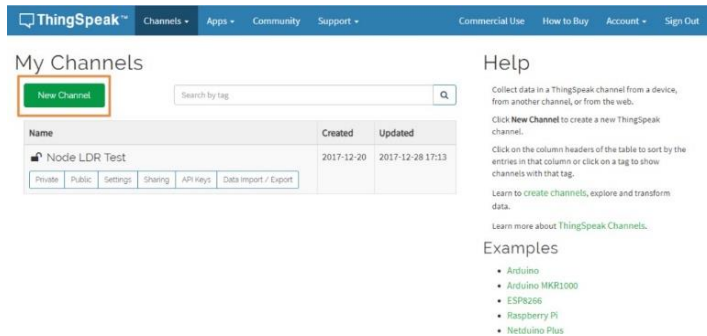 ThingSpeak™ Channels Apps Community Support Commercial Use How to Buy Account Sign Out
My Channels
New Channel
Search by tag
Name Created Updated
Node LDR Test 2017-12-20 2017-12-28 17:13
Private Public Settings Sharing API Keys Data Import / Export
Help
Collect data in a ThingSpeak channel from a device,
from another channel, or from the web.
Click New Channel to create a new ThingSpeak
channel.
Click on the column headers of the table to sort by the
entries in that column or click on a tag to show
channels with that tag.
Learn to create channels, explore and transform
data.
Learn more about ThingSpeak Channels.
Examples
• Arduino
• Arduino MKR1000
• ESP8266
• Raspberry Pi
• Netduino Plus